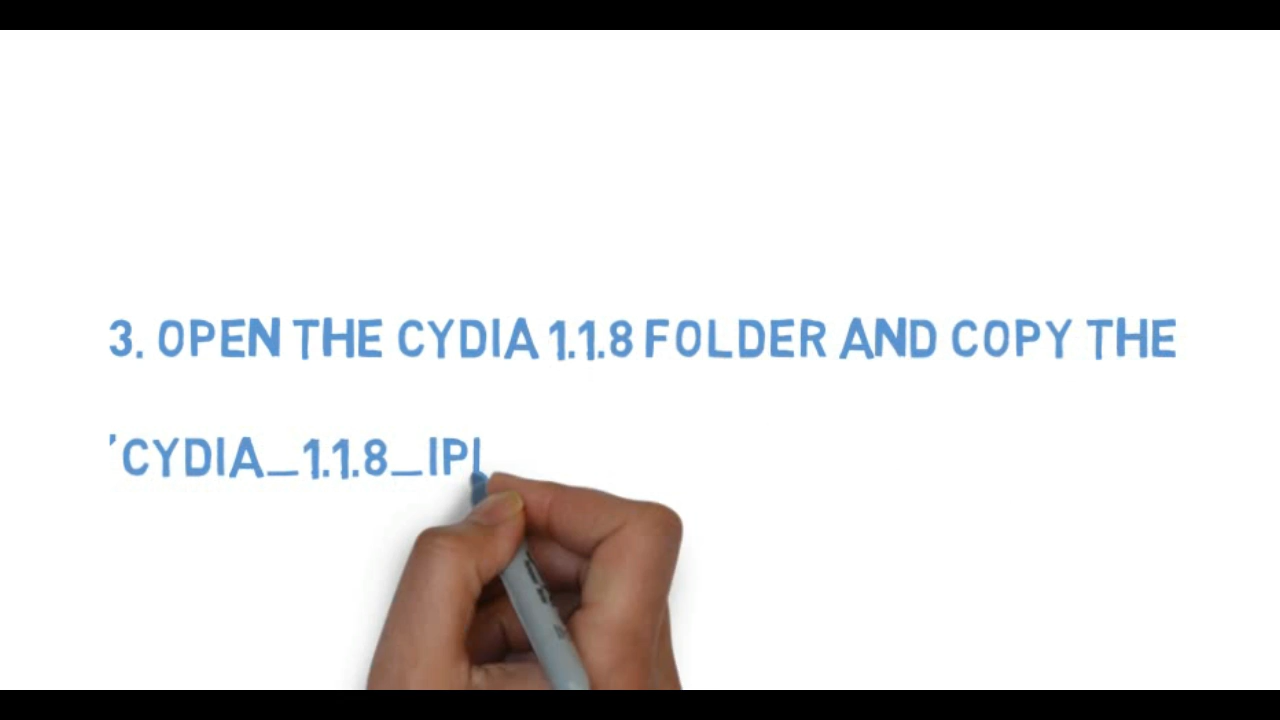 3. OPEN THE CYDIA 1.1.8 FOLDER AND COPY THE
'CYDIA_1.1.8_IP